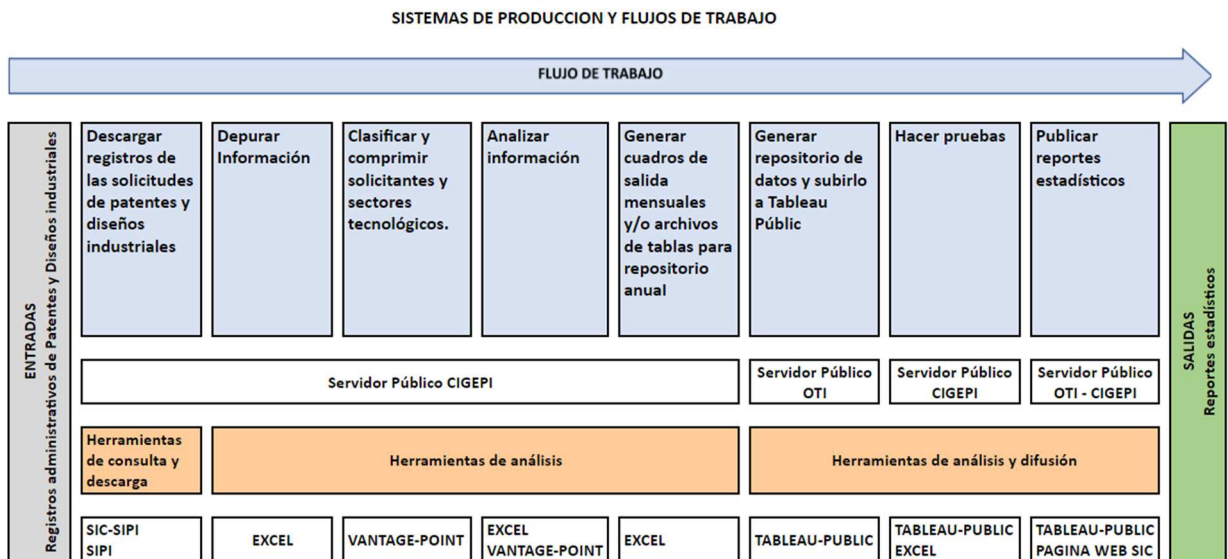 SISTEMAS DE PRODUCCION Y FLUJOS DE TRABAJO
FLUJO DE TRABAJO
ENTRADAS
Registros administrativos de Patentes y Diseños industriales
Descargar
registros de
las solicitudes
de patentes y
diseños
industriales
Depurar
Información
Clasificar y
comprimir
solicitantes y
sectores
tecnológicos.
Analizar
información
Generar
cuadros de
salida
mensuales
y/o archivos
de tablas para
repositorio
anual
Generar
repositorio de
datos y subirlo
a Tableau
Públic
Hacer pruebas
Publicar
reportes
estadísticos
Servidor Público CIGEPI
Servidor Público
OTI
Servidor Público
CIGEPI
Servidor Público
OTI - CIGEPI
Herramientas
de consulta y
descarga
Herramientas de análisis
Herramientas de análisis y difusión
SIC-SIPI
SIPI
EXCEL
VANTAGE-POINT
EXCEL
VANTAGE-POINT
EXCEL
TABLEAU-PUBLIC
TABLEAU-PUBLIC
EXCEL
TABLEAU-PUBLIC
PAGINA WEB SIC
SALIDAS
Reportes estadísticos